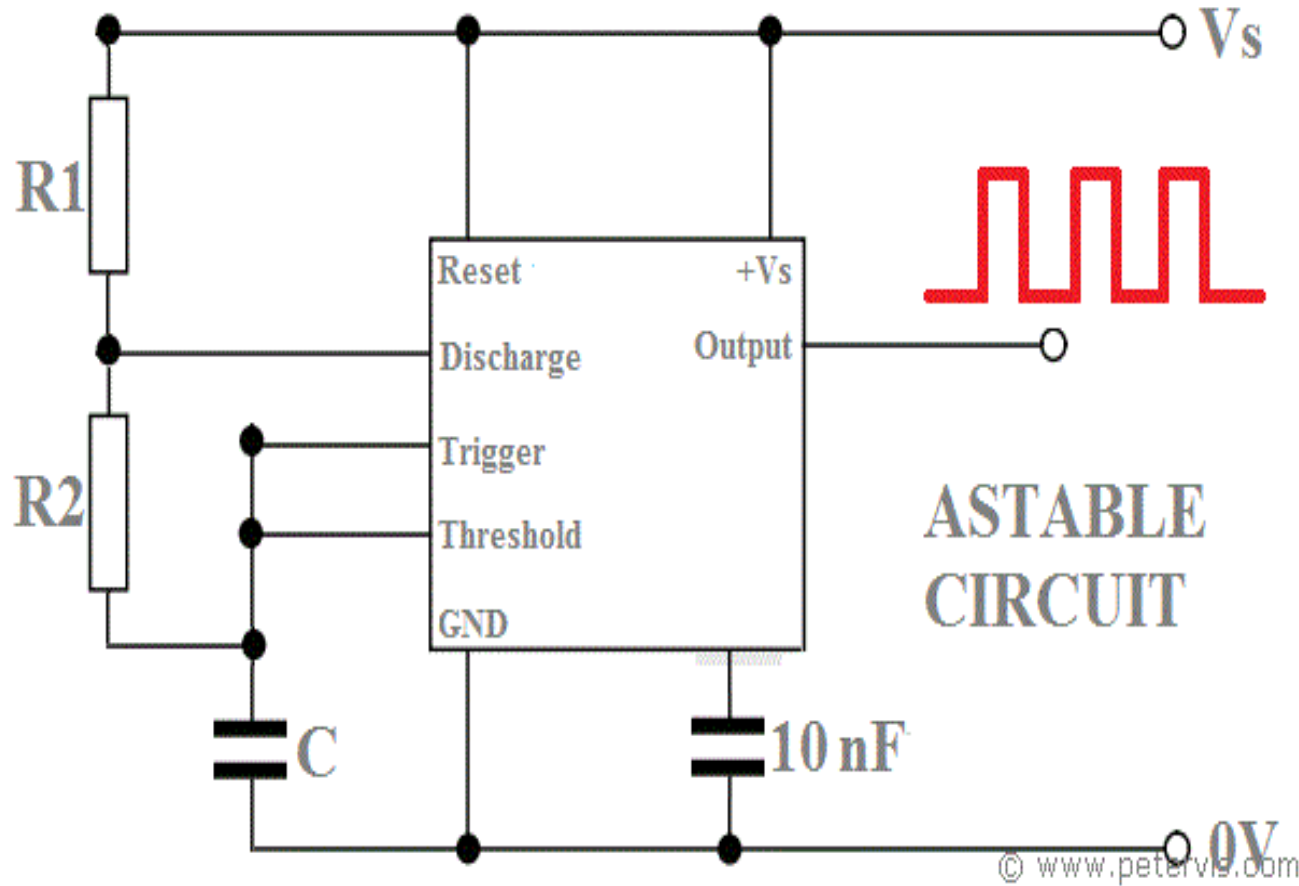 Vs
R1
Reset +Vs
Discharge
Output
Trigger
R2
Threshold
ASTABLE
CIRCUIT
GND
C
10 nF
0V
© www.petervis.com